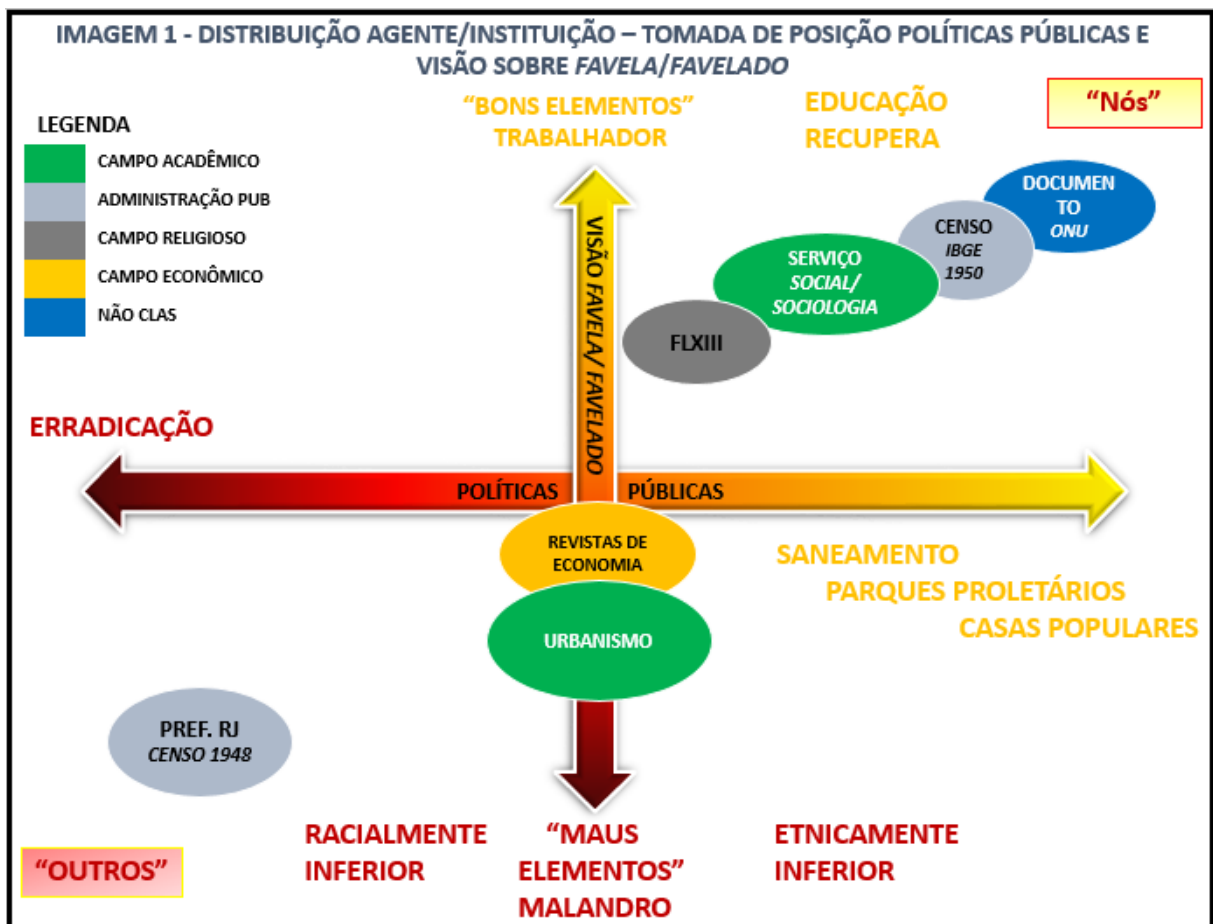 IMAGEM 1 - DISTRIBUIÇÃO AGENTE/INSTITUIÇÃO – TOMADA DE POSIÇÃO POLÍTICAS PÚBLICAS E
VISÃO SOBRE FAVELA/FAVELADO
“BONS ELEMENTOS”
TRABALHADOR
EDUCAÇÃO
RECUPERA
“Nós”
LEGENDA
CAMPO ACADÊMICO
ADMINISTRAÇÃO PUB
CAMPO RELIGIOSO
CAMPO ECONÔMICO
NÃO CLAS
DOCUMEN
TO
ONU
CENSO
IBGE
1950
SERVIÇO
SOCIAL/
SOCIOLOGIA
FLXIII
VISÃO FAVELA/ FAVELADO
ERRADICAÇÃO
POLÍTICAS
PÚBLICAS
REVISTAS DE
ECONOMIA
SANEAMENTO
PARQUES PROLETÁRIOS
CASAS POPULARES
URBANISMO
PREF. RJ
CENSO 1948
“OUTROS”
RACIALMENTE
INFERIOR
“MAUS
ELEMENTOS”
MALANDRO
ETNICAMENTE
INFERIOR